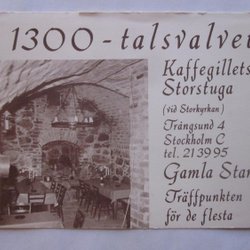 1300-talsvalvet
Kaffegillets
Storstuga
(vid Storkyrkan)
Trångsund 4
Stockholm C
tel. 213995
Gamla Stan
Träffpunkten
för de flesta